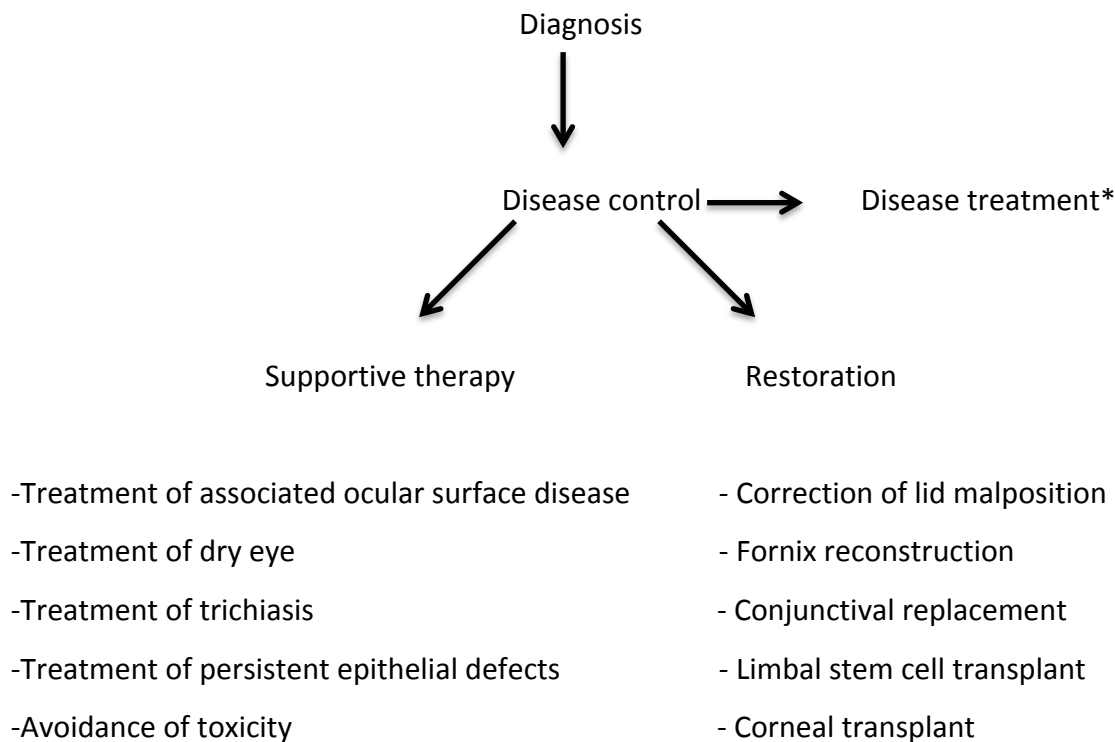 Diagnosis
Disease control
Disease treatment*
Supportive therapy
-Treatment of associated ocular surface disease
-Treatment of dry eye
-Treatment of trichiasis
-Treatment of persistent epithelial defects
-Avoidance of toxicity
Restoration
- Correction of lid malposition
- Fornix reconstruction
- Conjunctival replacement
- Limbal stem cell transplant
- Corneal transplant